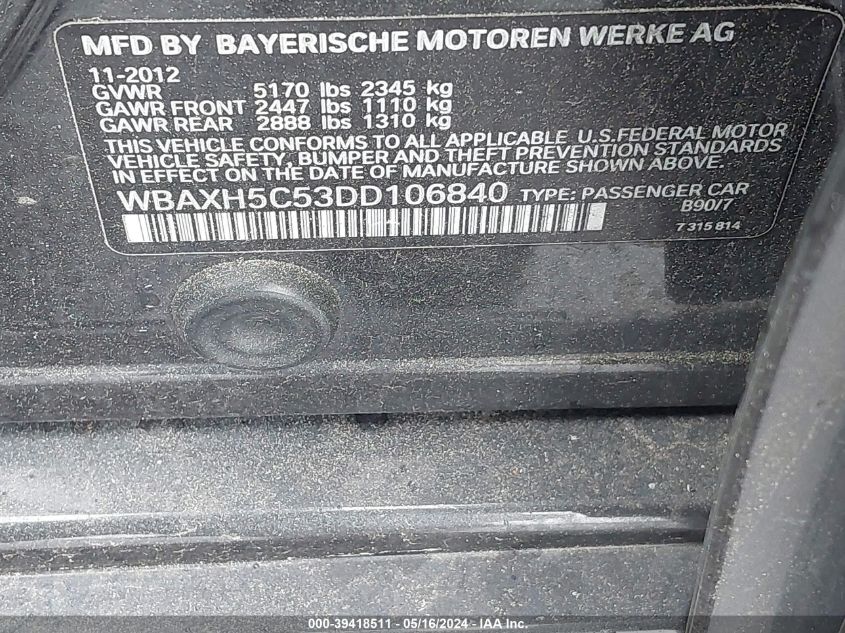 MFD BY BAYERISCHE MOTOREN WERKE AG
11-2012
GVWR 5170 lbs 2345 kg
GAWR FRONT 2447 lbs 1110 kg
GAWR REAR 2888 lbs 1310 kg
THIS VEHICLE CONFORMS TO ALL APPLICABLE U.S.FEDERAL MOTOR
VEHICLE SAFETY, BUMPER AND THEFT PREVENTION STANDARDS
IN EFFECT ON THE DATE OF MANUFACTURE SHOWN ABOVE.
WBAXH5C53DD106840 TYPE: PASSENGER CAR
B90/7
7 315 814
000-39418511 - 05/16/2024 - IAA Inc.